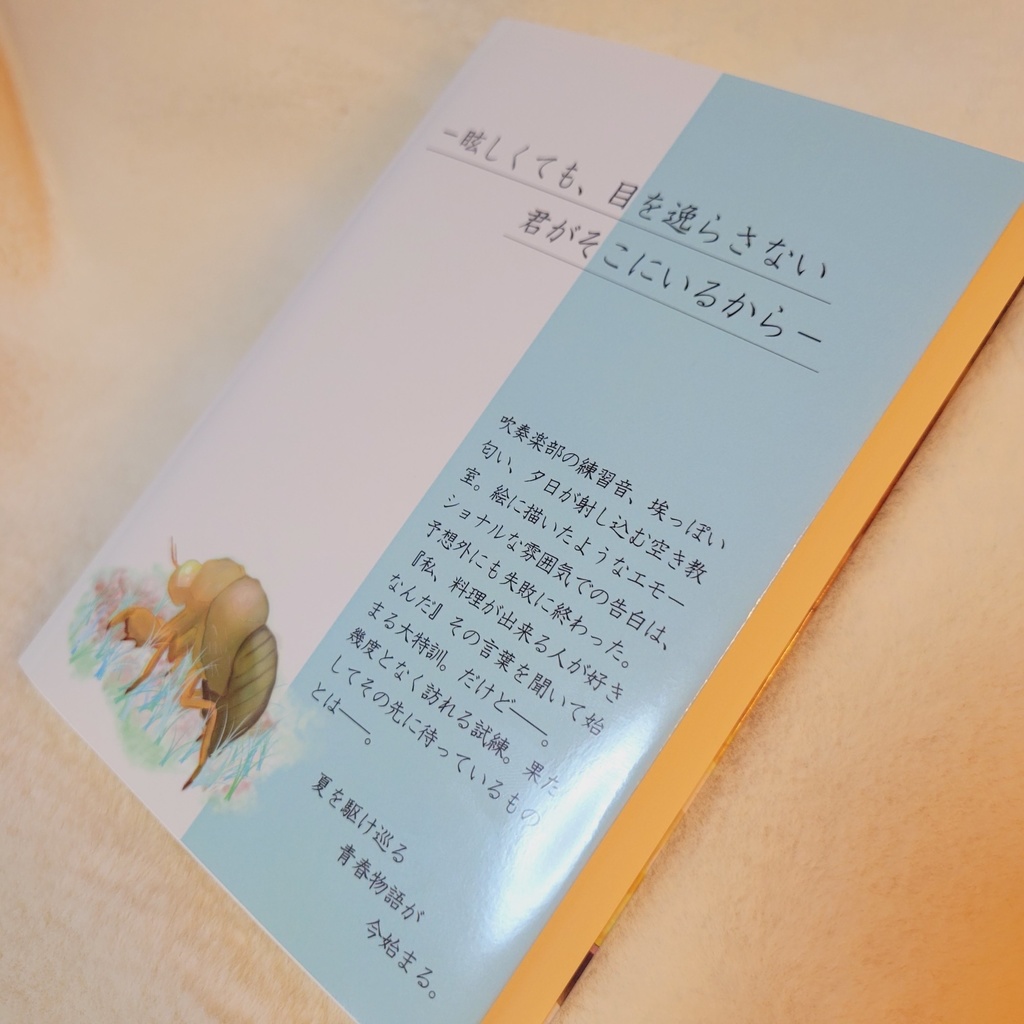 －眩しくても、目を逸らさない
君がそこにいるから－
吹奏楽部の練習音、埃っぽい
匂い、夕日が射し込む空き教
室。絵に描いたようなエモー
ショナルな雰囲気での告白は、
予想外にも失敗に終わった。
『私、料理が出来る人が好き
なんだ』その言葉を聞いて始
まる大特訓。だけど――。
幾度となく訪れる試練。果た
してその先に待っているもの
とは――。
夏を駆け巡る
青春物語が
今始まる。